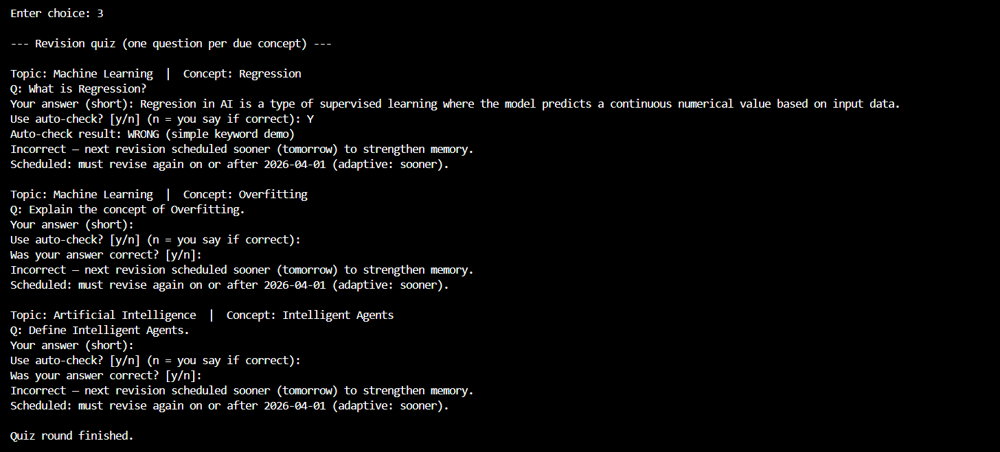 Enter choice: 3
--- Revision quiz (one question per due concept) ---
Topic: Machine Learning | Concept: Regression
Q: What is Regression?
Your answer (short): Regresion in AI is a type of supervised learning where the model predicts a continuous numerical value based on input data.
Use auto-check? [y/n] (n = you say if correct): Y
Auto-check result: WRONG (simple keyword demo)
Incorrect — next revision scheduled sooner (tomorrow) to strengthen memory.
Scheduled: must revise again on or after 2026-04-01 (adaptive: sooner).
Topic: Machine Learning | Concept: Overfitting
Q: Explain the concept of Overfitting.
Your answer (short):
Use auto-check? [y/n] (n = you say if correct):
Was your answer correct? [y/n]:
Incorrect — next revision scheduled sooner (tomorrow) to strengthen memory.
Scheduled: must revise again on or after 2026-04-01 (adaptive: sooner).
Topic: Artificial Intelligence | Concept: Intelligent Agents
Q: Define Intelligent Agents.
Your answer (short):
Use auto-check? [y/n] (n = you say if correct):
Was your answer correct? [y/n]:
Incorrect — next revision scheduled sooner (tomorrow) to strengthen memory.
Scheduled: must revise again on or after 2026-04-01 (adaptive: sooner).
Quiz round finished.